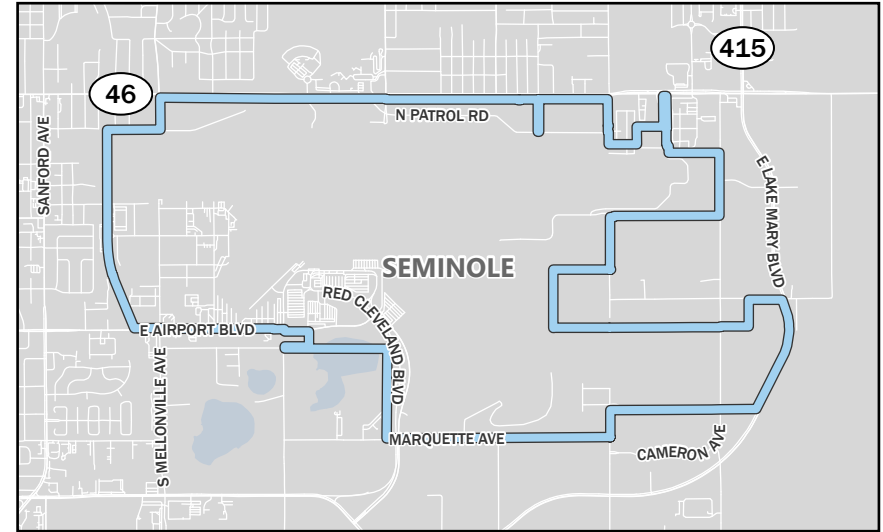 415
46
N PATROL RD
SANFORD AVE
E LAKE MARY BLVD
SEMINOLE
RED CLEVELAND BLVD
E AIRPORT BLVD
S MELLONVILLE AVE
MARQUETTE AVE
CAMERON AVE